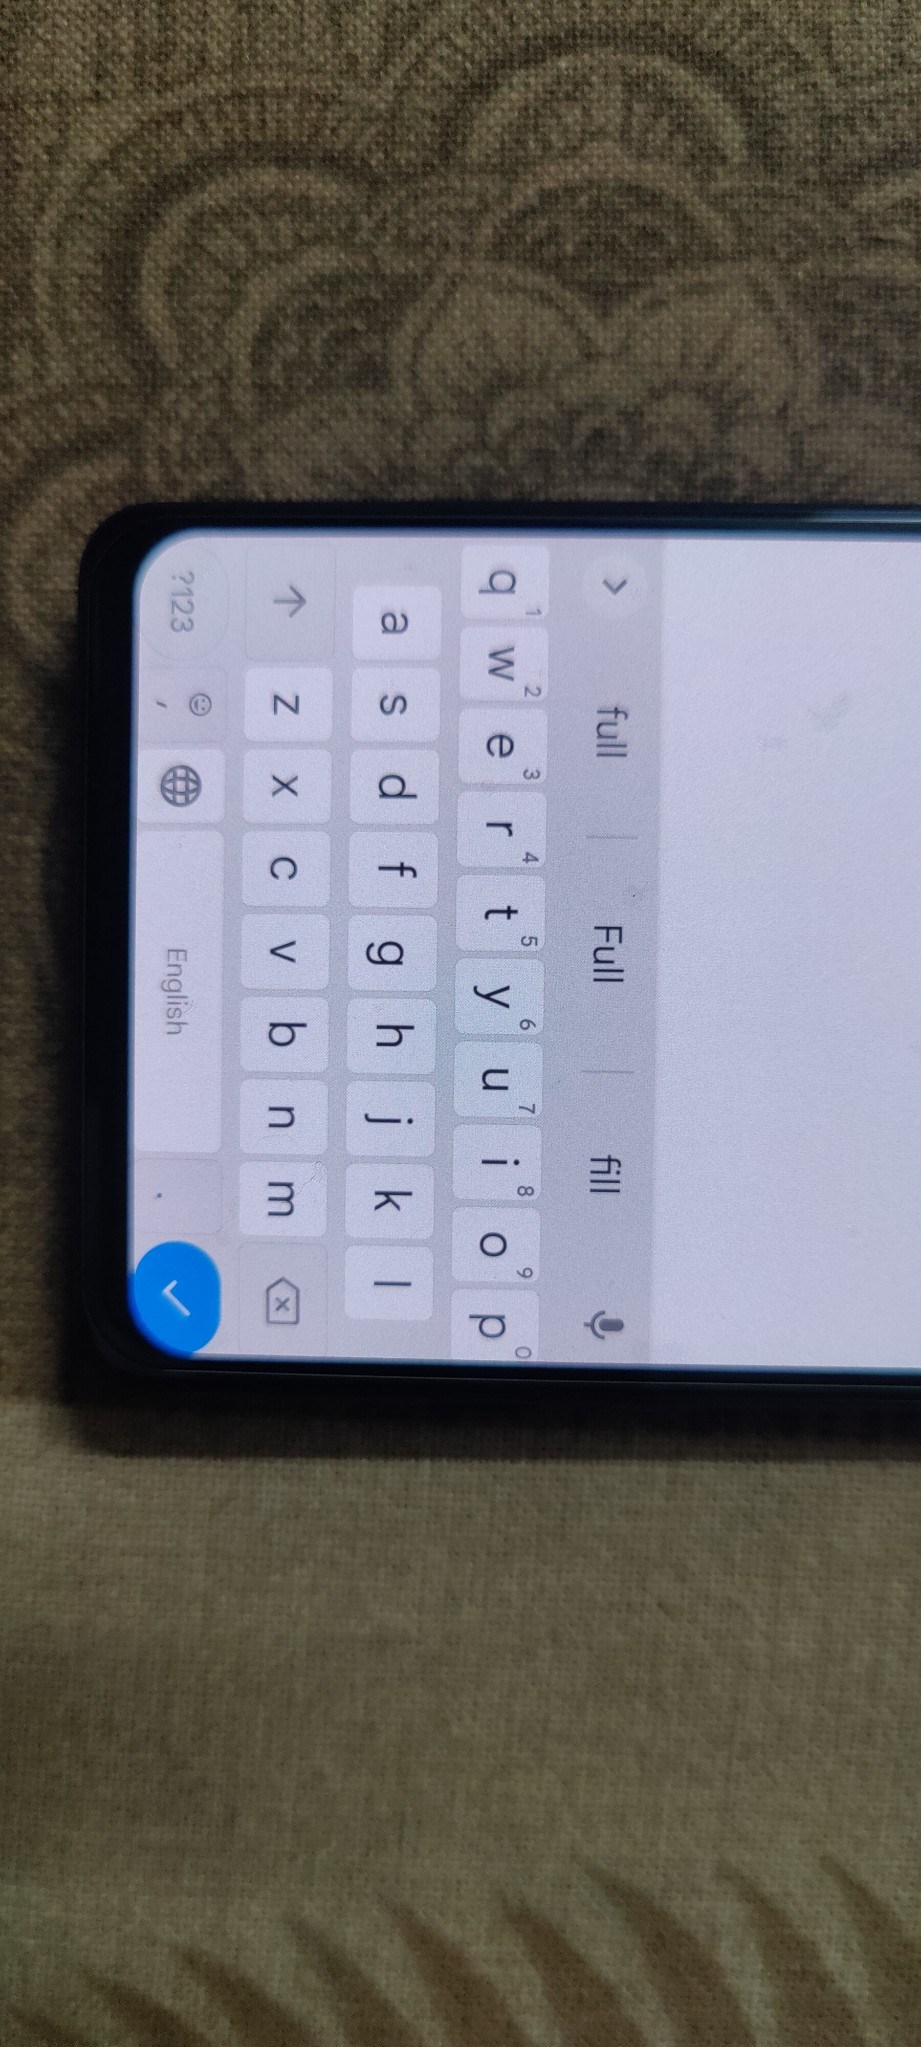 full Full fill
q 1 w 2 e 3 r 4 t 5 y 6 u 7 i 8 o 9 p 0
a s d f g h j k l
z x c v b n m
?123 , English .